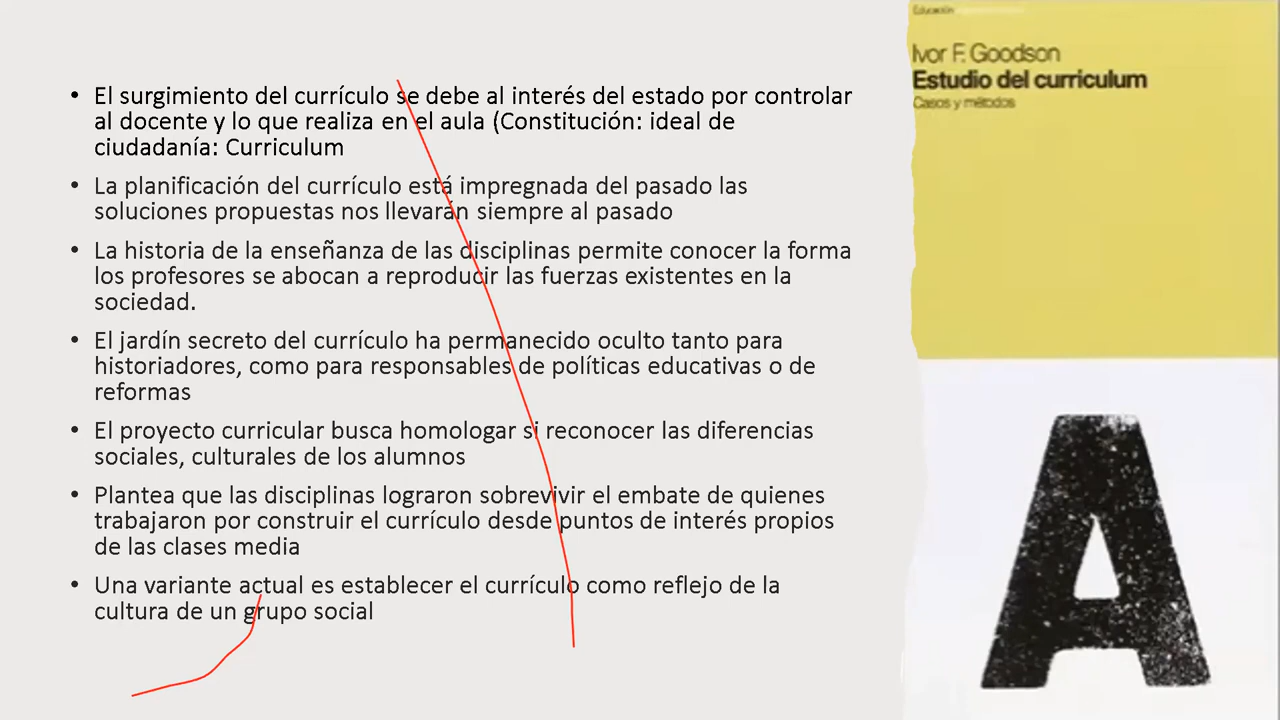 • El surgimiento del currículo se debe al interés del estado por controlar
al docente y lo que realiza en el aula (Constitución: ideal de
ciudadanía: Curriculum
• La planificación del currículo está impregnada del pasado las
soluciones propuestas nos llevarán siempre al pasado
• La historia de la enseñanza de las disciplinas permite conocer la forma
los profesores se abocan a reproducir las fuerzas existentes en la
sociedad.
• El jardín secreto del currículo ha permanecido oculto tanto para
historiadores, como para responsables de políticas educativas o de
reformas
• El proyecto curricular busca homologar si reconocer las diferencias
sociales, culturales de los alumnos
• Plantea que las disciplinas lograron sobrevivir el embate de quienes
trabajaron por construir el currículo desde puntos de interés propios
de las clases media
• Una variante actual es establecer el currículo como reflejo de la
cultura de un grupo social
Educación
Ivor F. Goodson
Estudio del curriculum
Casos y métodos
A